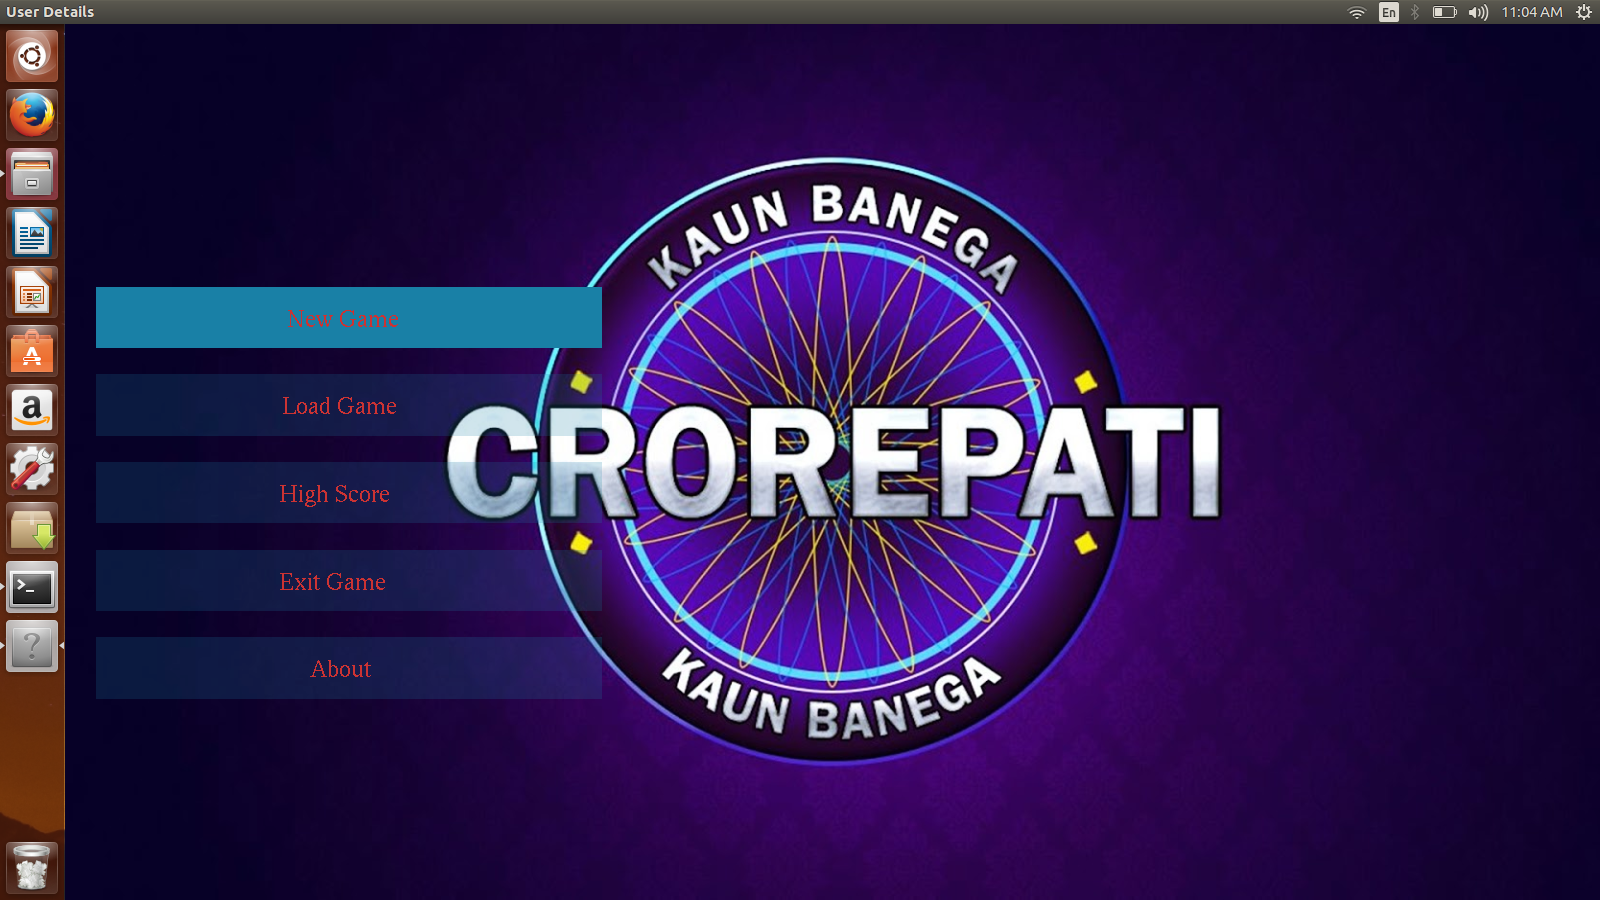 User Details
En
11:04 AM
KAUN BANEGA
New Game
Load Game
CROREPATI
High Score
Exit Game
About
KAUN BANEGA